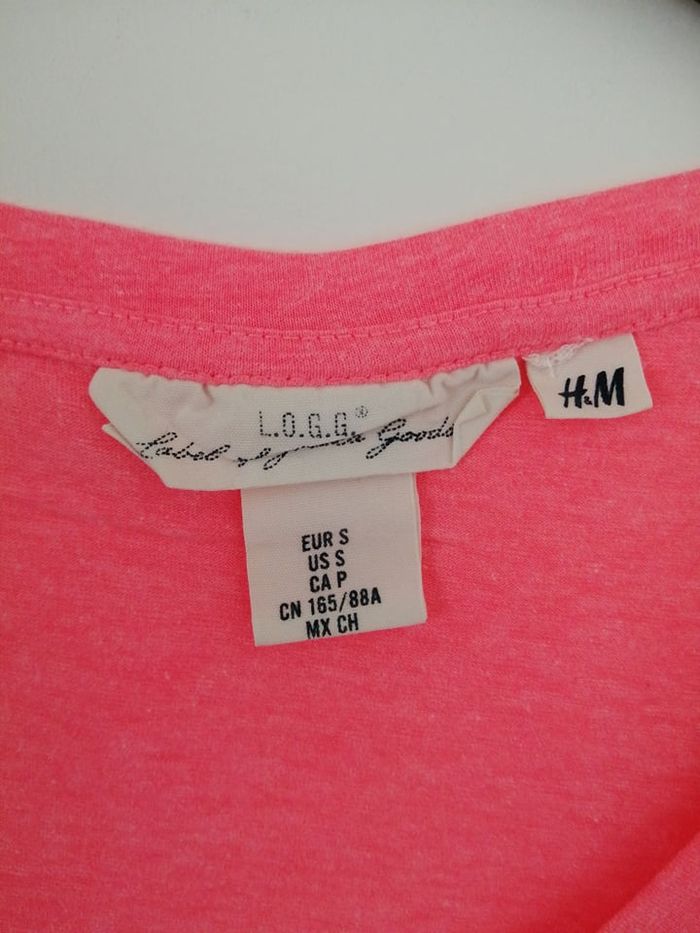 L.O.G.G.®
Label of Graded Goods
H&M
EUR S
US S
CA P
CN 165/88A
MX CH